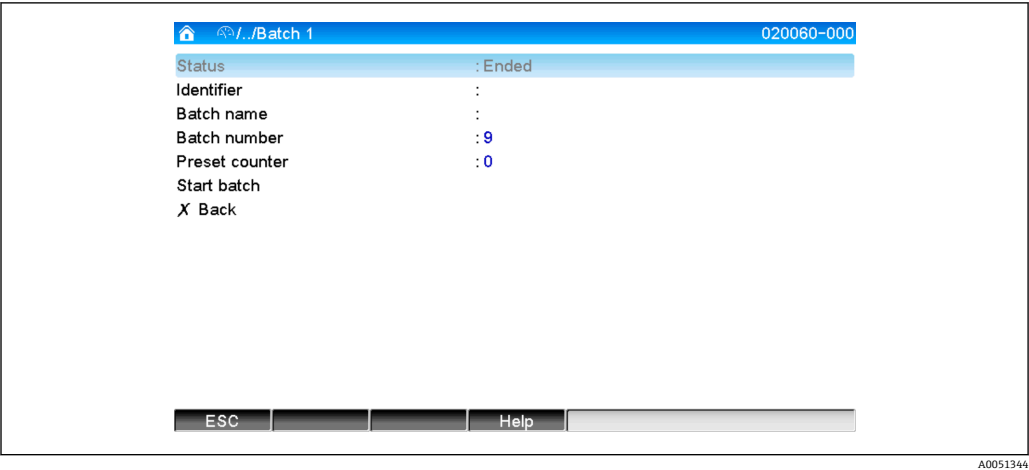 /../Batch 1 020060-000
Status : Ended
Identifier :
Batch name :
Batch number : 9
Preset counter : 0
Start batch
X Back
ESC Help
A0051344